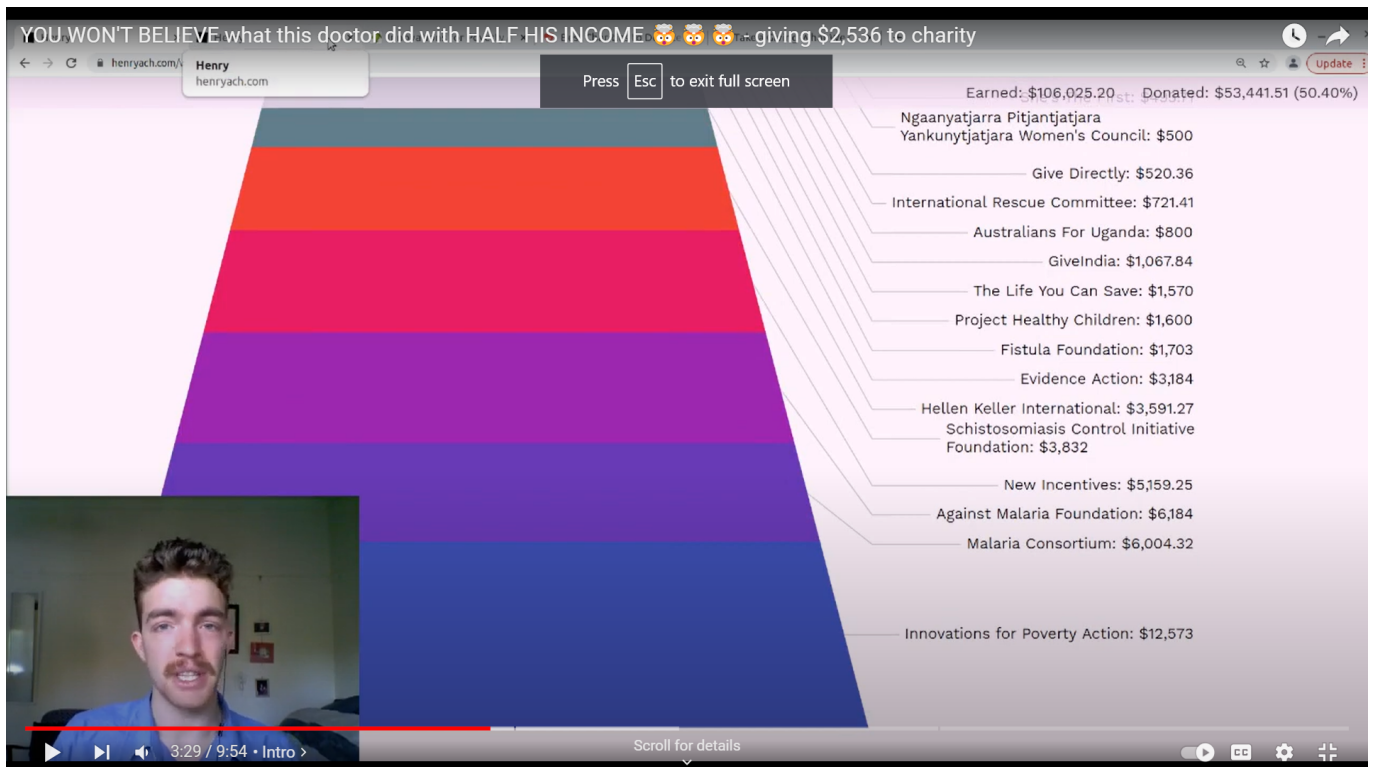 YOU WON'T BELIEVE what this doctor did with HALF HIS INCOME 🤯 🤯 🤯 - giving $2,536 to charity
henryach.com/
Henry
henryach.com
Press Esc to exit full screen
Update
Earned: $106,025.20 Donated: $53,441.51 (50.40%)
Ngaanyatjarra Pitjantjatjara
Yankunytjatjara Women's Council: $500
Give Directly: $520.36
International Rescue Committee: $721.41
Australians For Uganda: $800
GiveIndia: $1,067.84
The Life You Can Save: $1,570
Project Healthy Children: $1,600
Fistula Foundation: $1,703
Evidence Action: $3,184
Hellen Keller International: $3,591.27
Schistosomiasis Control Initiative
Foundation: $3,832
New Incentives: $5,159.25
Against Malaria Foundation: $6,184
Malaria Consortium: $6,004.32
Innovations for Poverty Action: $12,573
3:29 / 9:54 • Intro >
Scroll for details
CC